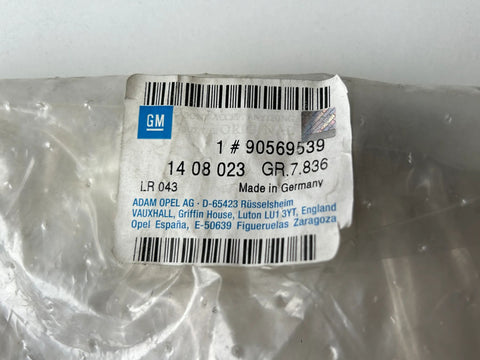 GM
1 # 90569539
14 08 023 GR.7.836
LR 043 Made in Germany
ADAM OPEL AG · D-65423 Rüsselsheim
VAUXHALL, Griffin House, Luton LU1 3YT, England
Opel España, E-50639 Figueruelas Zaragoza